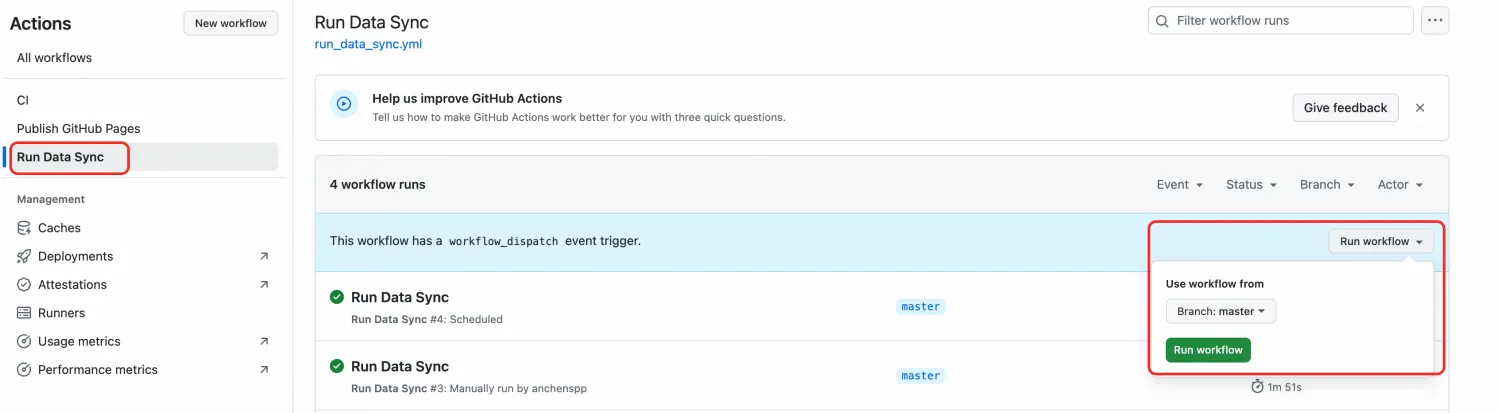 Actions
New workflow
All workflows
CI
Publish GitHub Pages
Run Data Sync
Management
Caches
Deployments
Attestations
Runners
Usage metrics
Performance metrics
Run Data Sync
run_data_sync.yml
Filter workflow runs
Help us improve GitHub Actions
Tell us how to make GitHub Actions work better for you with three quick questions.
Give feedback
4 workflow runs
Event
Status
Branch
Actor
This workflow has a workflow_dispatch event trigger.
Run workflow
Use workflow from
Branch: master
Run workflow
Run Data Sync
Run Data Sync #4: Scheduled
master
Run Data Sync
Run Data Sync #3: Manually run by anchenspp
master
1m 51s